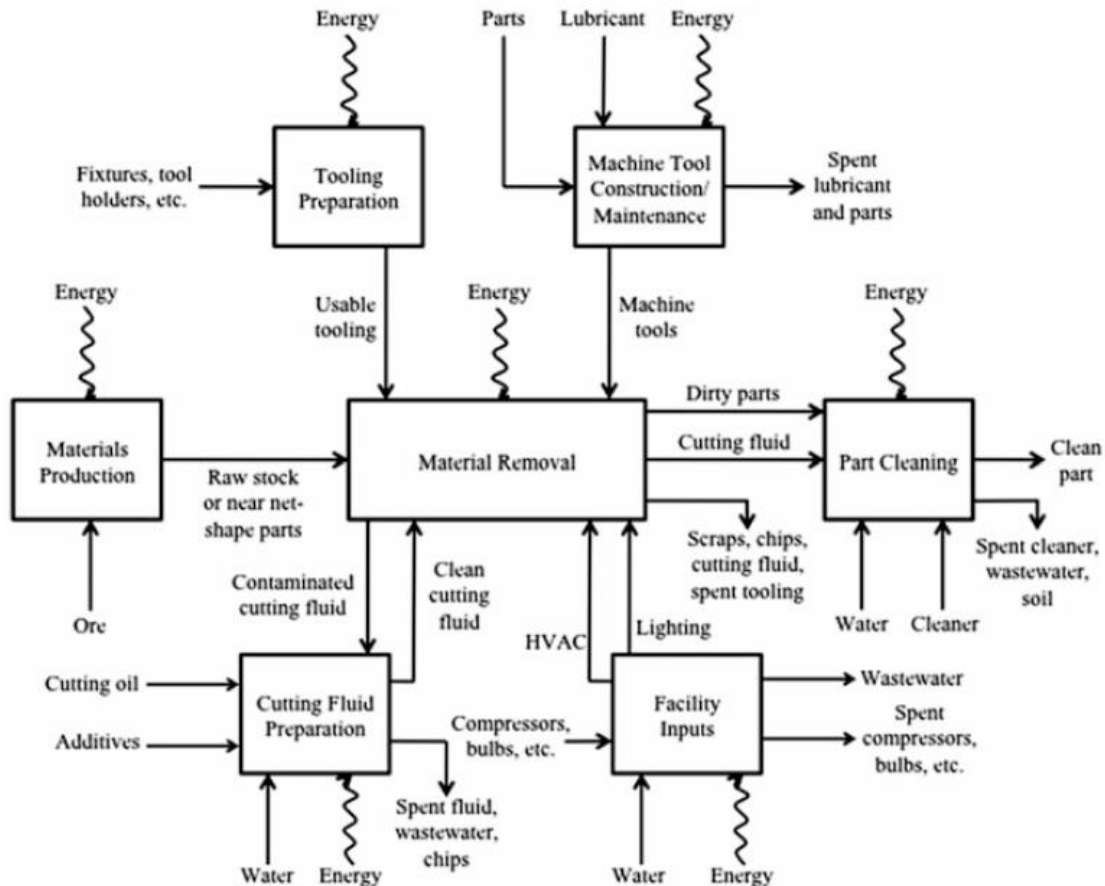 Energy
Parts
Lubricant
Energy
Fixtures, tool
holders, etc.
Tooling
Preparation
Machine Tool
Construction/
Maintenance
Spent
lubricant
and parts
Energy
Usable
tooling
Energy
Machine
tools
Energy
Materials
Production
Raw stock
or near net-
shape parts
Material Removal
Dirty parts
Cutting fluid
Part Cleaning
Clean
part
Ore
Contaminated
cutting fluid
Clean
cutting
fluid
HVAC
Lighting
Scraps, chips,
cutting fluid,
spent tooling
Water
Cleaner
Spent cleaner,
wastewater,
soil
Cutting oil
Additives
Cutting Fluid
Preparation
Compressors,
bulbs, etc.
Facility
Inputs
Wastewater
Spent
compressors,
bulbs, etc.
Water
Energy
Spent fluid,
wastewater,
chips
Water
Energy